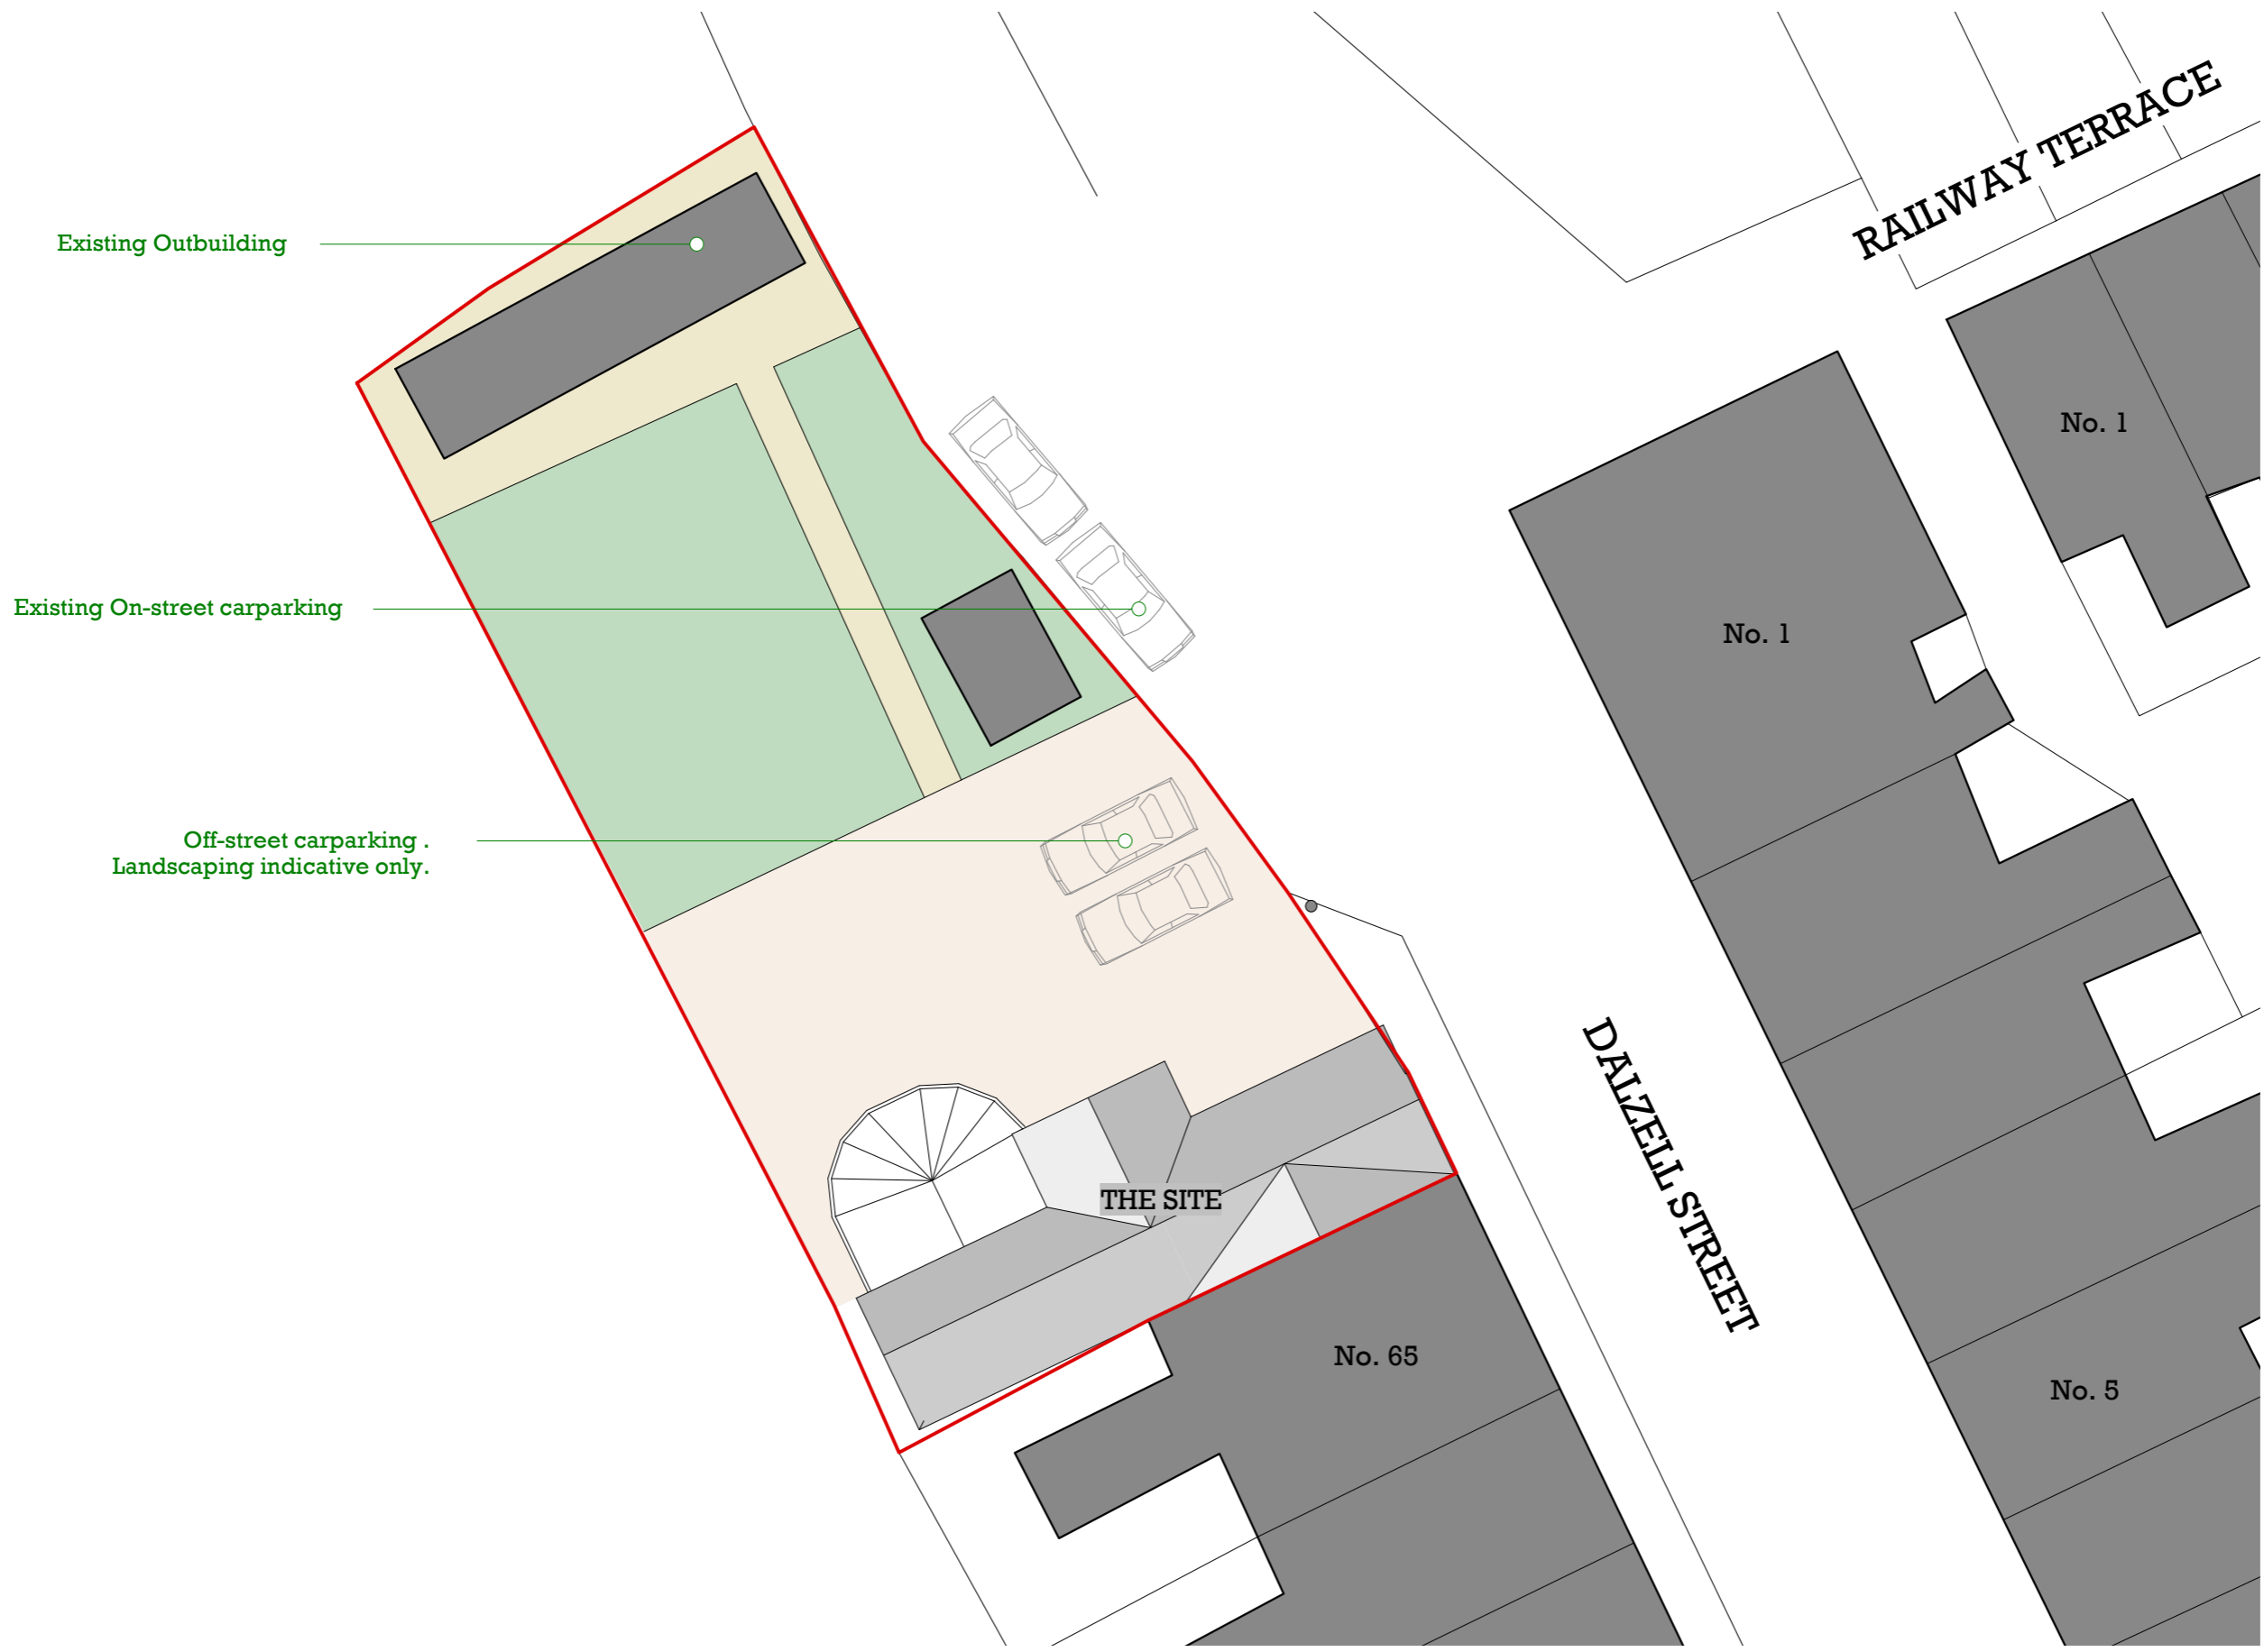 RAILWAY TERRACE
Existing Outbuilding
No. 1
Existing On-street carparking
No. 1
Off-street carparking .
Landscaping indicative only.
DALZELL STREET
THE SITE
No. 65
No. 5